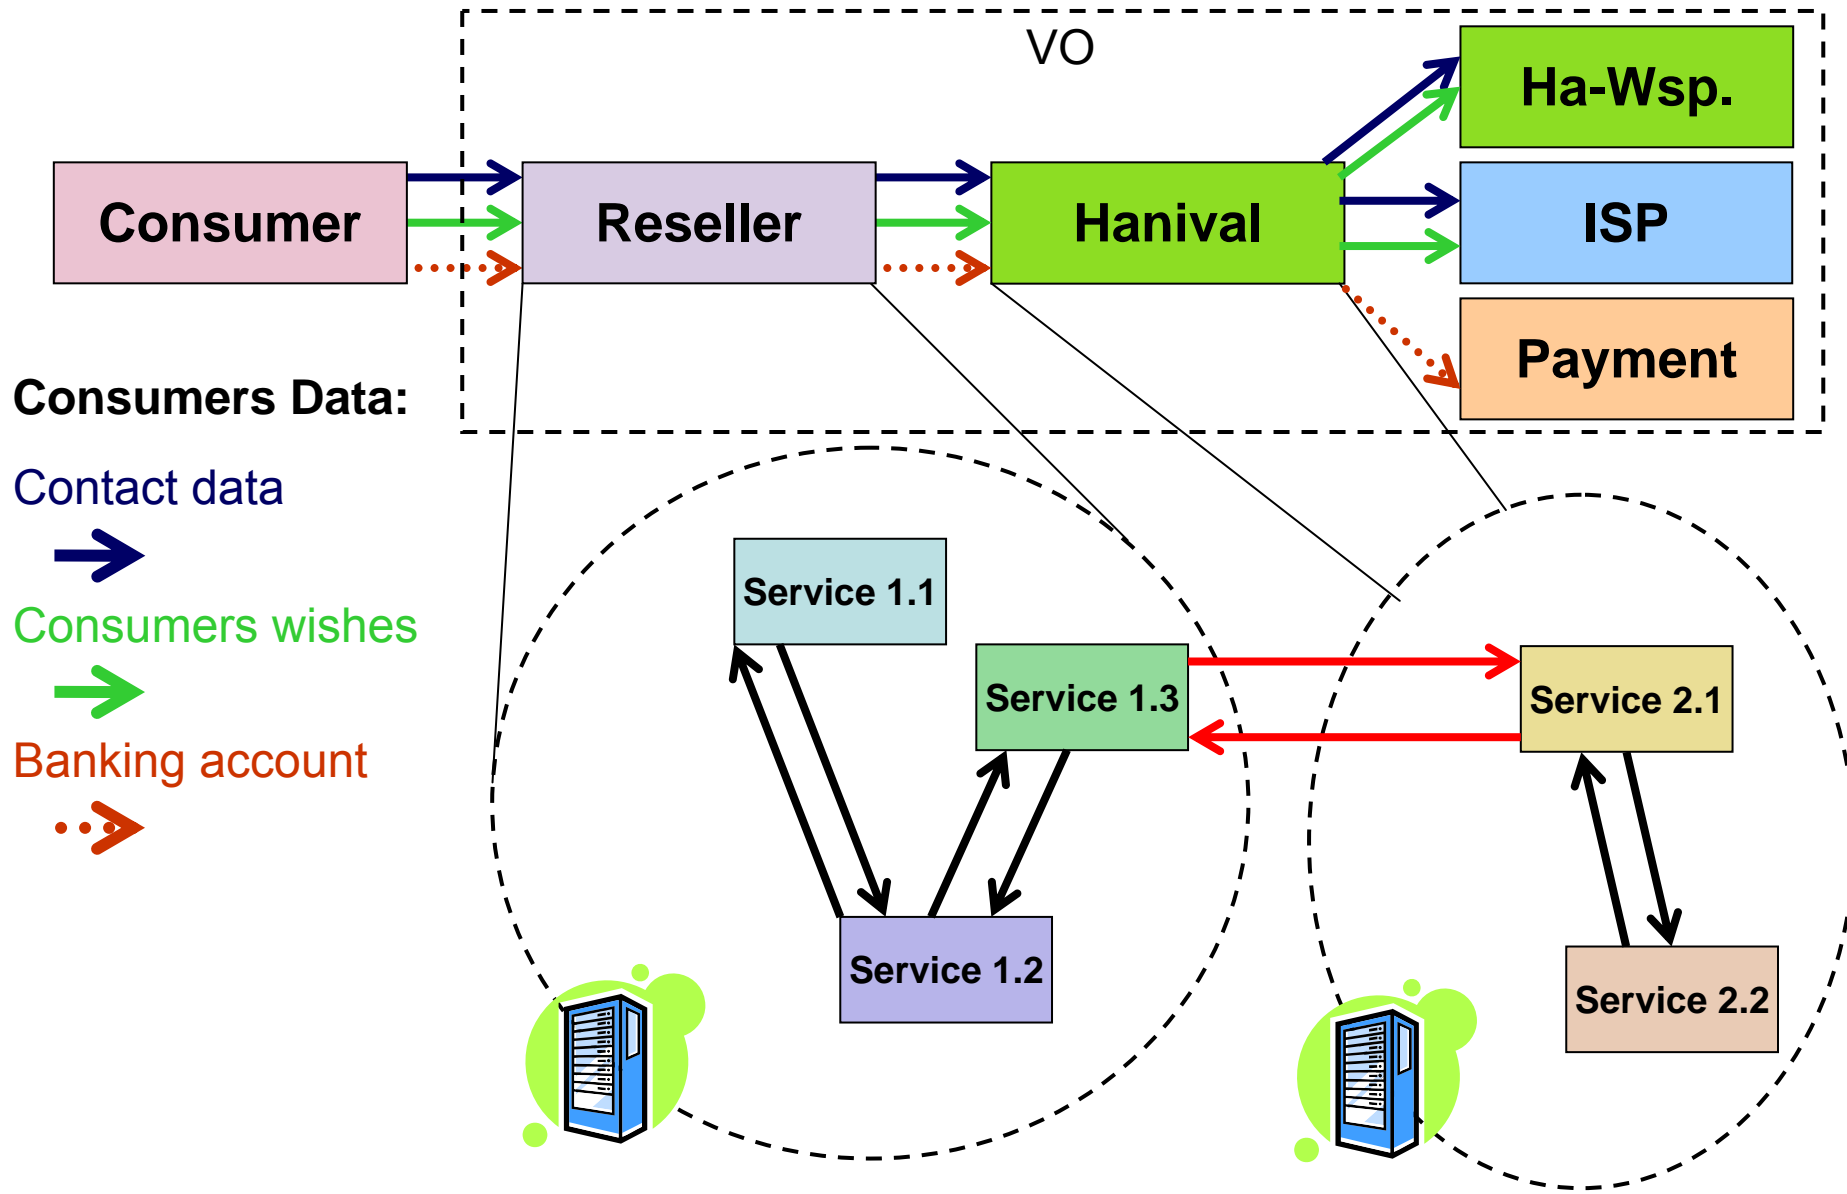 VO
Ha-Wsp.
Consumer
Reseller
Hanival
ISP
Payment
Consumers Data:
Contact data
Consumers wishes
Banking account
Service 1.1
Service 1.3
Service 2.1
Service 1.2
Service 2.2